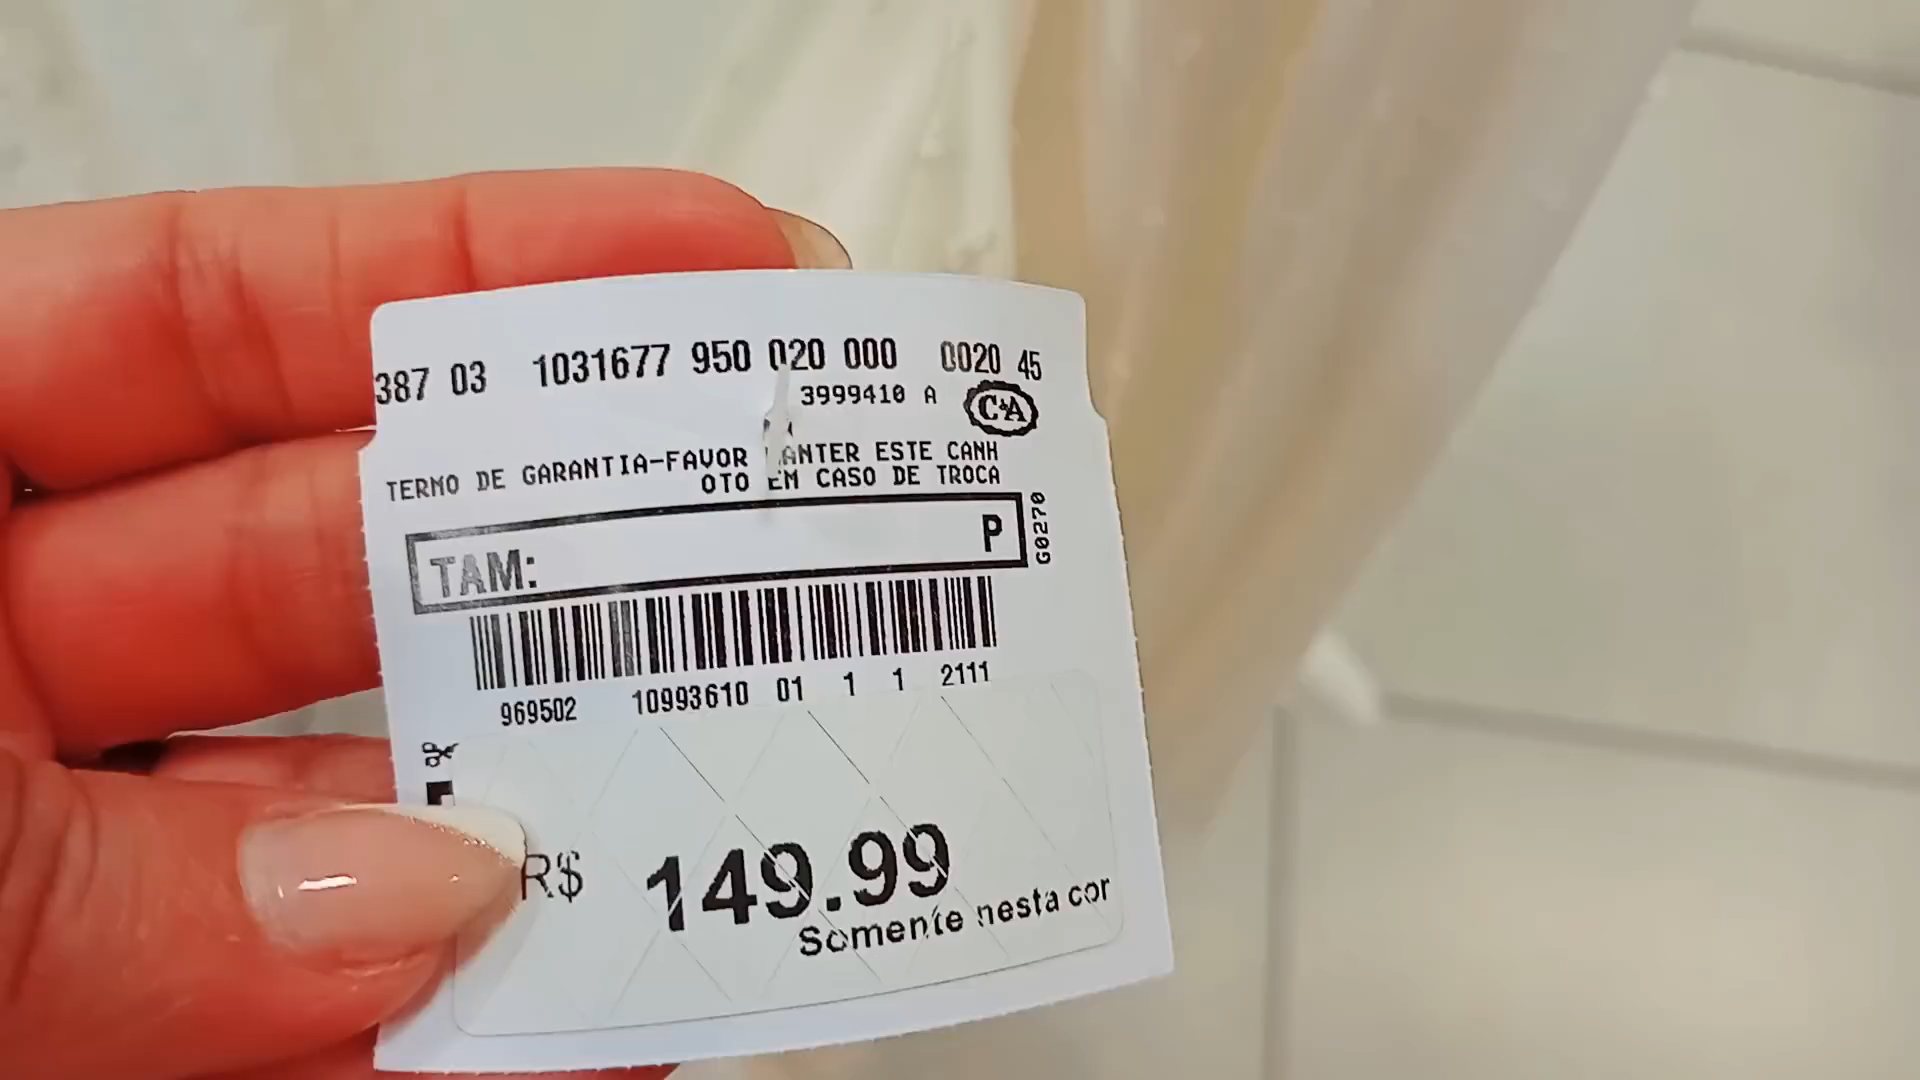 387 03 1031677 950 020 000 0020 45
3999410 A
C&A
TERMO DE GARANTIA-FAVOR MANTER ESTE CANH
OTO EM CASO DE TROCA
TAM: P
G0270
969502 10993610 01 1 1 2111
R$ 149.99
Somente nesta cor